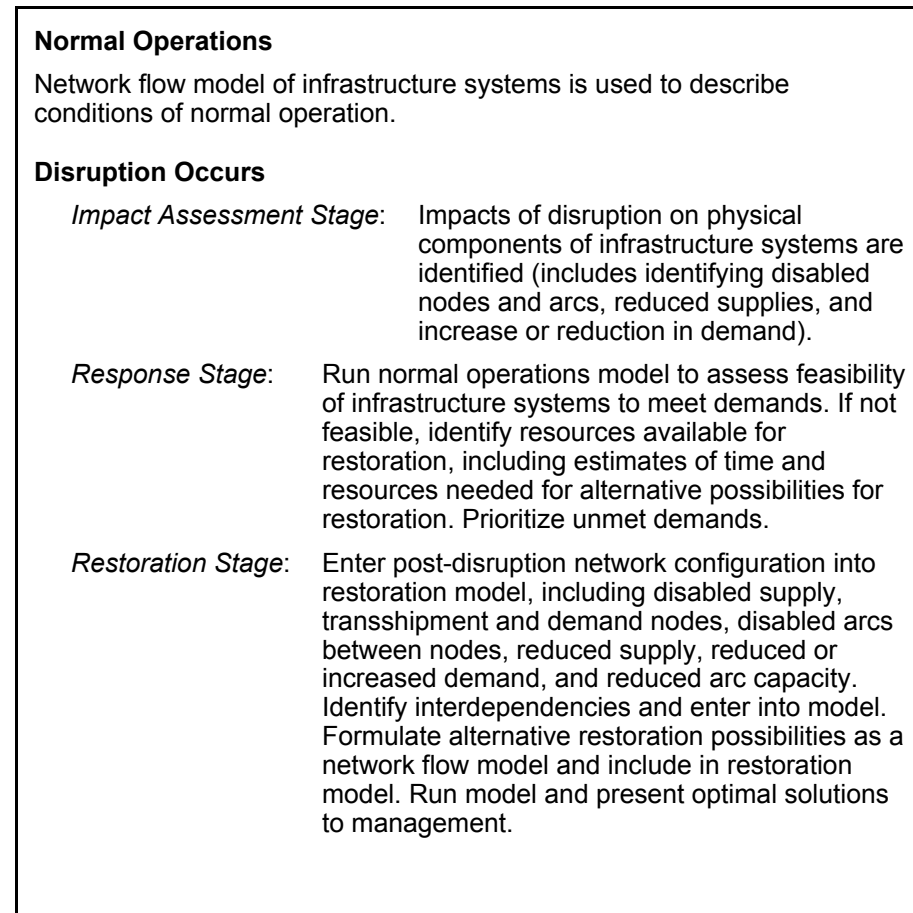 Normal Operations
Network flow model of infrastructure systems is used to describe
conditions of normal operation.
Disruption Occurs
Impact Assessment Stage: Impacts of disruption on physical
components of infrastructure systems are
identified (includes identifying disabled
nodes and arcs, reduced supplies, and
increase or reduction in demand).
Response Stage: Run normal operations model to assess feasibility
of infrastructure systems to meet demands. If not
feasible, identify resources available for
restoration, including estimates of time and
resources needed for alternative possibilities for
restoration. Prioritize unmet demands.
Restoration Stage: Enter post-disruption network configuration into
restoration model, including disabled supply,
transshipment and demand nodes, disabled arcs
between nodes, reduced supply, reduced or
increased demand, and reduced arc capacity.
Identify interdependencies and enter into model.
Formulate alternative restoration possibilities as a
network flow model and include in restoration
model. Run model and present optimal solutions
to management.